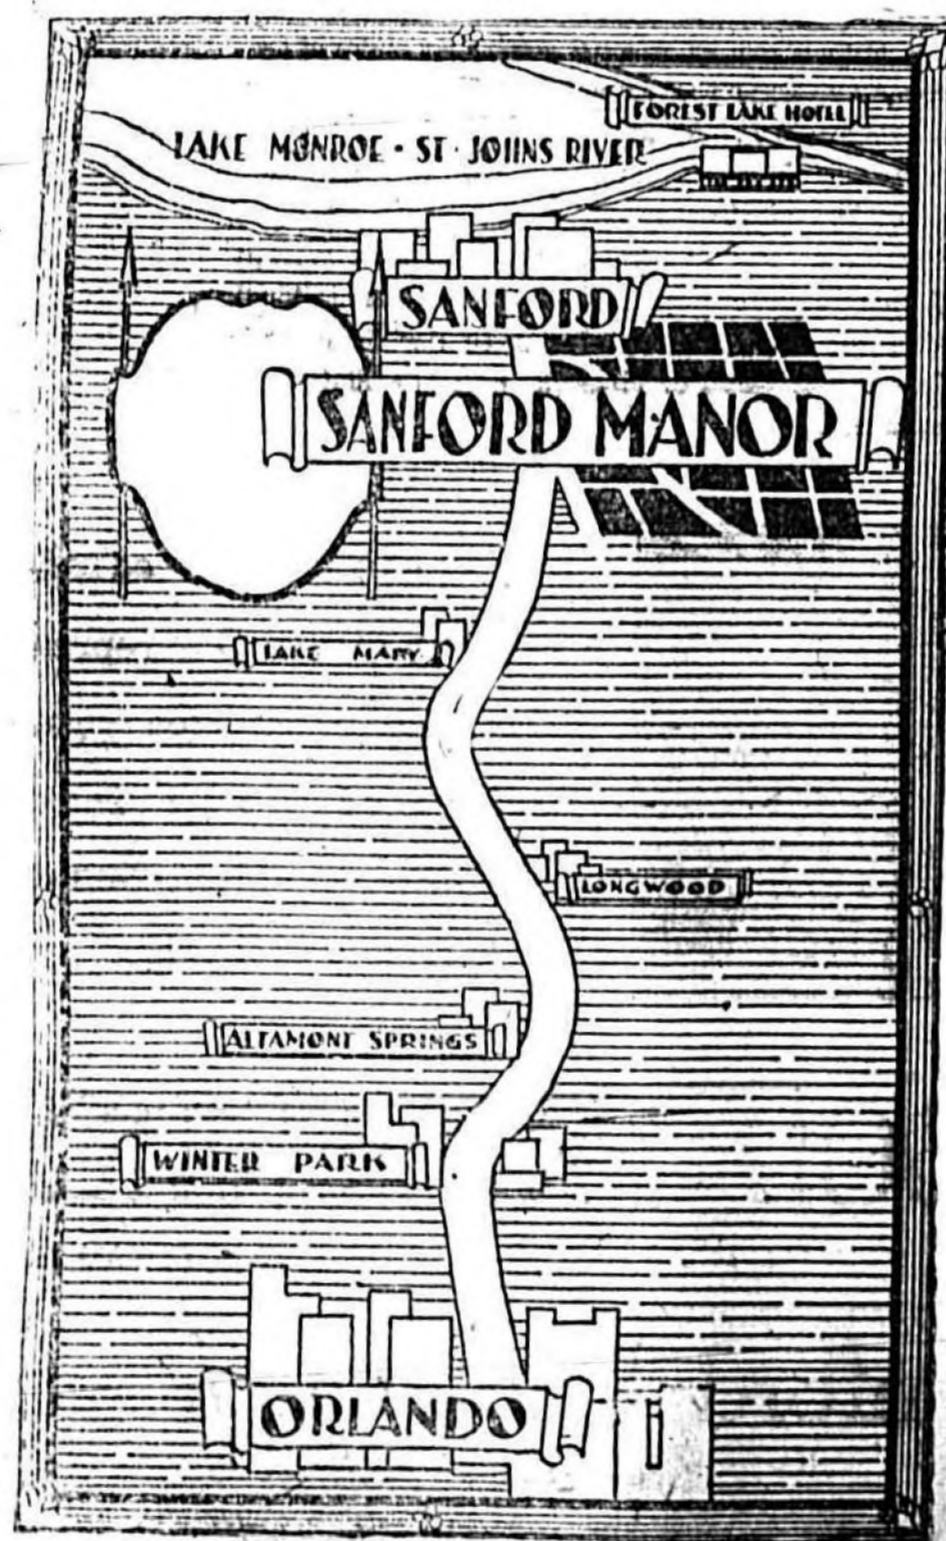 FOREST LAKE HOTEL
LAKE MONROE · ST · JOHNS RIVER
SANFORD
SANFORD MANOR
LAKE MARY
LONGWOOD
ALTAMONT SPRINGS
WINTER PARK
ORLANDO